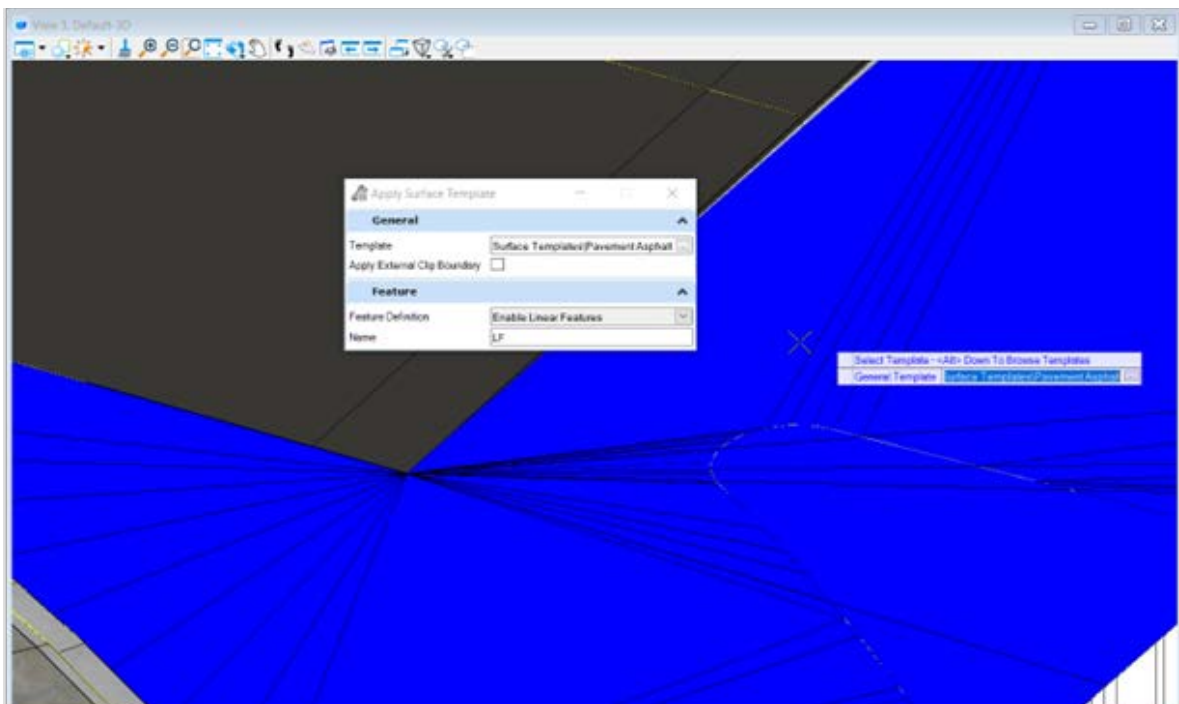 View 1, Default-3D
Apply Surface Template
General
Template Surface Templates\Pavement Asphalt
Apply External Clip Boundary
Feature
Feature Definition Enable Linear Features
Name LF
Select Template - <Alt> Down To Browse Templates
General Template Surface Templates\Pavement Asphalt